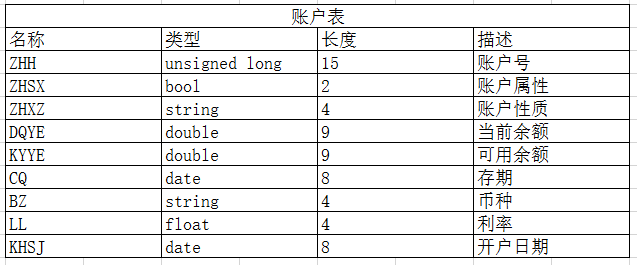 账户表
名称 类型 长度 描述
ZHH unsigned long 15 账户号
ZHSX bool 2 账户属性
ZHXZ string 4 账户性质
DQYE double 9 当前余额
KYYE double 9 可用余额
CQ date 8 存期
BZ string 4 币种
LL float 4 利率
KHSJ date 8 开户日期